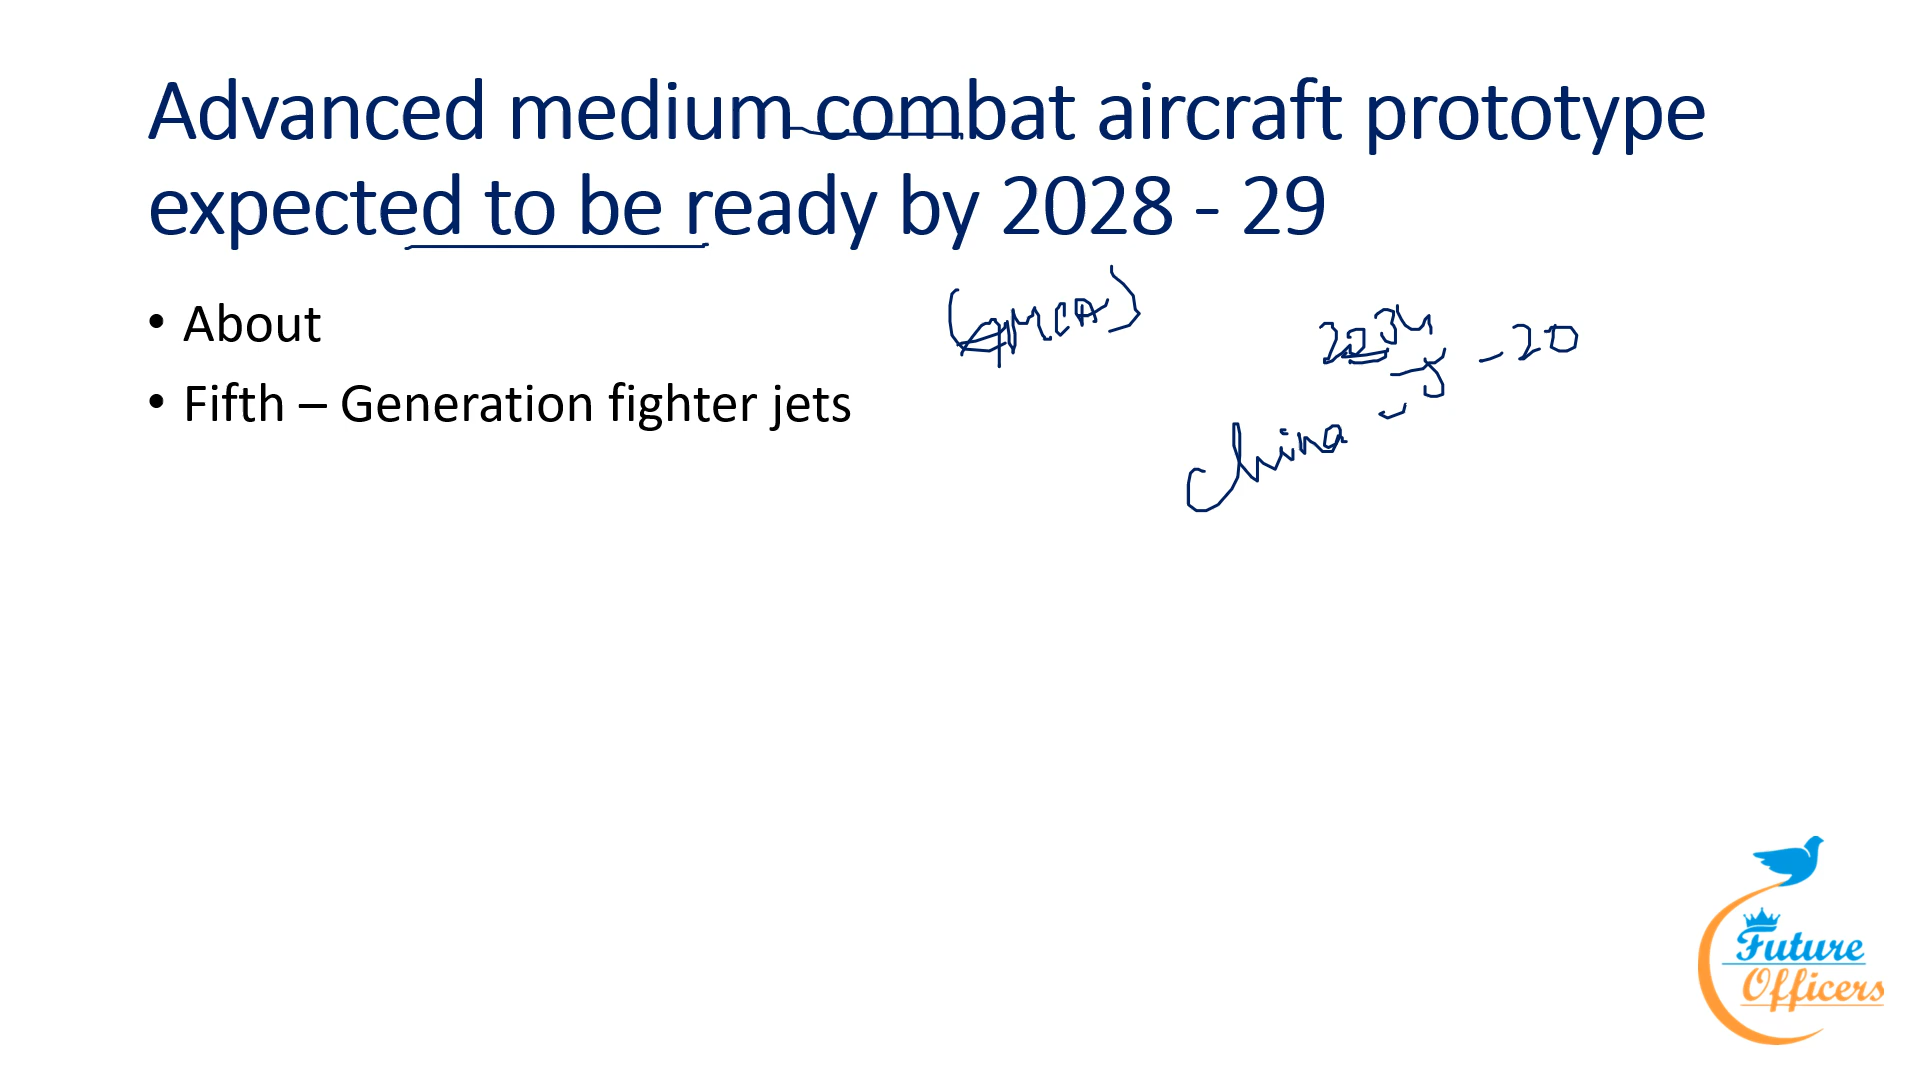 Advanced medium combat aircraft prototype
expected to be ready by 2028 - 29
• About
(AMCA)
2034
• Fifth – Generation fighter jets
China - J - 20
Future
Officers